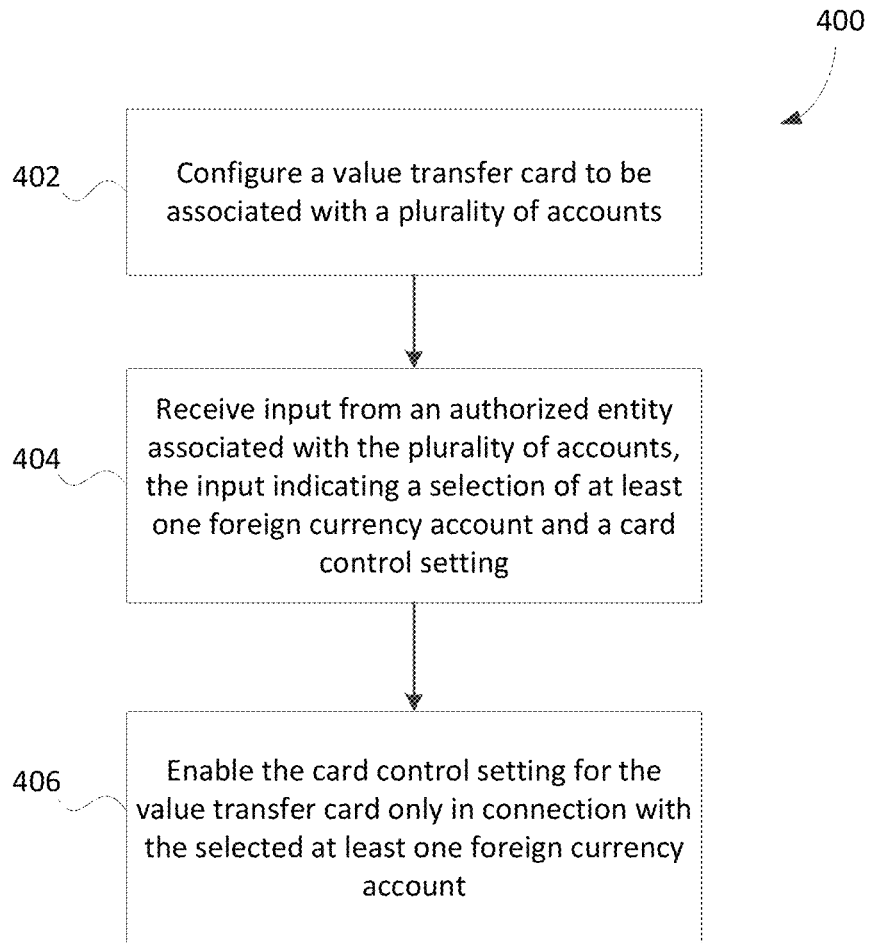 400
402
Configure a value transfer card to be
associated with a plurality of accounts
404
Receive input from an authorized entity
associated with the plurality of accounts,
the input indicating a selection of at least
one foreign currency account and a card
control setting
406
Enable the card control setting for the
value transfer card only in connection with
the selected at least one foreign currency
account